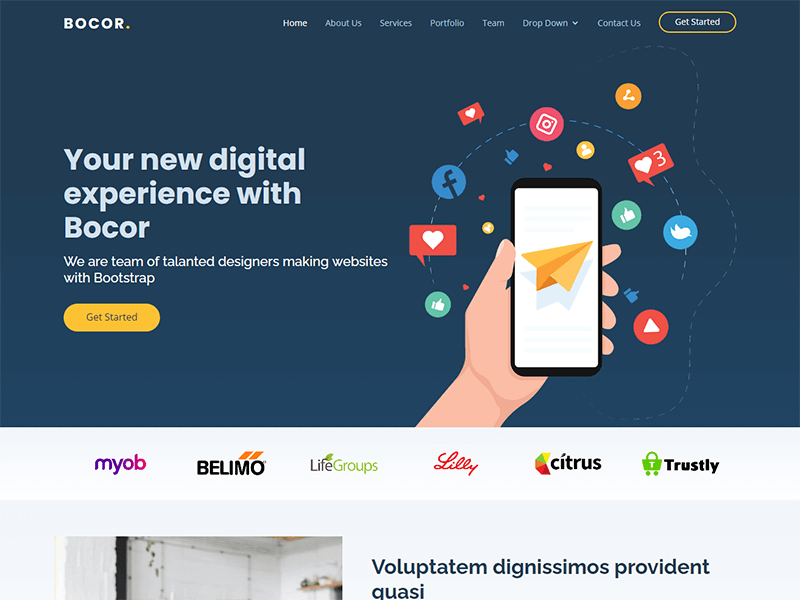 BOCOR.
Home About Us Services Portfolio Team Drop Down Contact Us Get Started
Your new digital
experience with
Bocor
We are team of talanted designers making websites
with Bootstrap
Get Started
3
myob
BELIMO
LifeGroups
Lilly
cítrus
Trustly
Voluptatem dignissimos provident
quasi